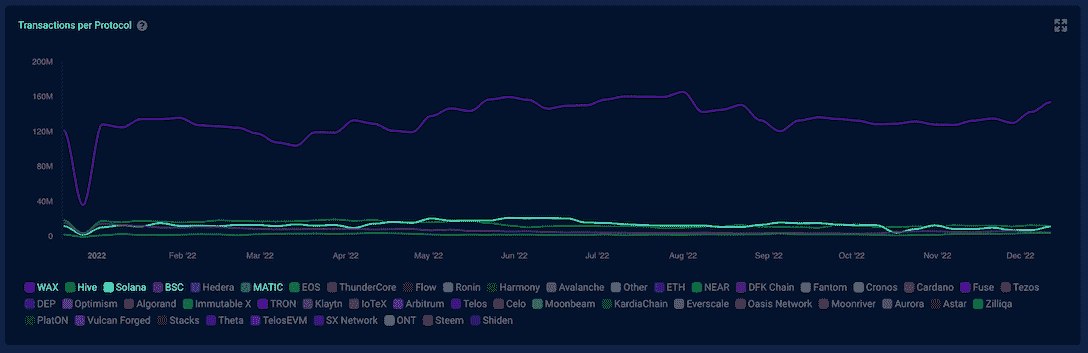 Transactions per Protocol ?
200M
160M
120M
80M
40M
0
2022 Feb '22 Mar '22 Apr '22 May '22 Jun '22 Jul '22 Aug '22 Sep '22 Oct '22 Nov '22 Dec '22
WAX Hive Solana BSC Hedera MATIC EOS ThunderCore Flow Ronin Harmony Avalanche Other ETH NEAR DFK Chain Fantom Cronos Cardano Fuse Tezos
DEP Optimism Algorand Immutable X TRON Klaytn IoTeX Arbitrum Telos Celo Moonbeam KardiaChain Everscale Oasis Network Moonriver Aurora Astar Zilliqa
PlatON Vulcan Forged Stacks Theta TelosEVM SX Network ONT Steem Shiden